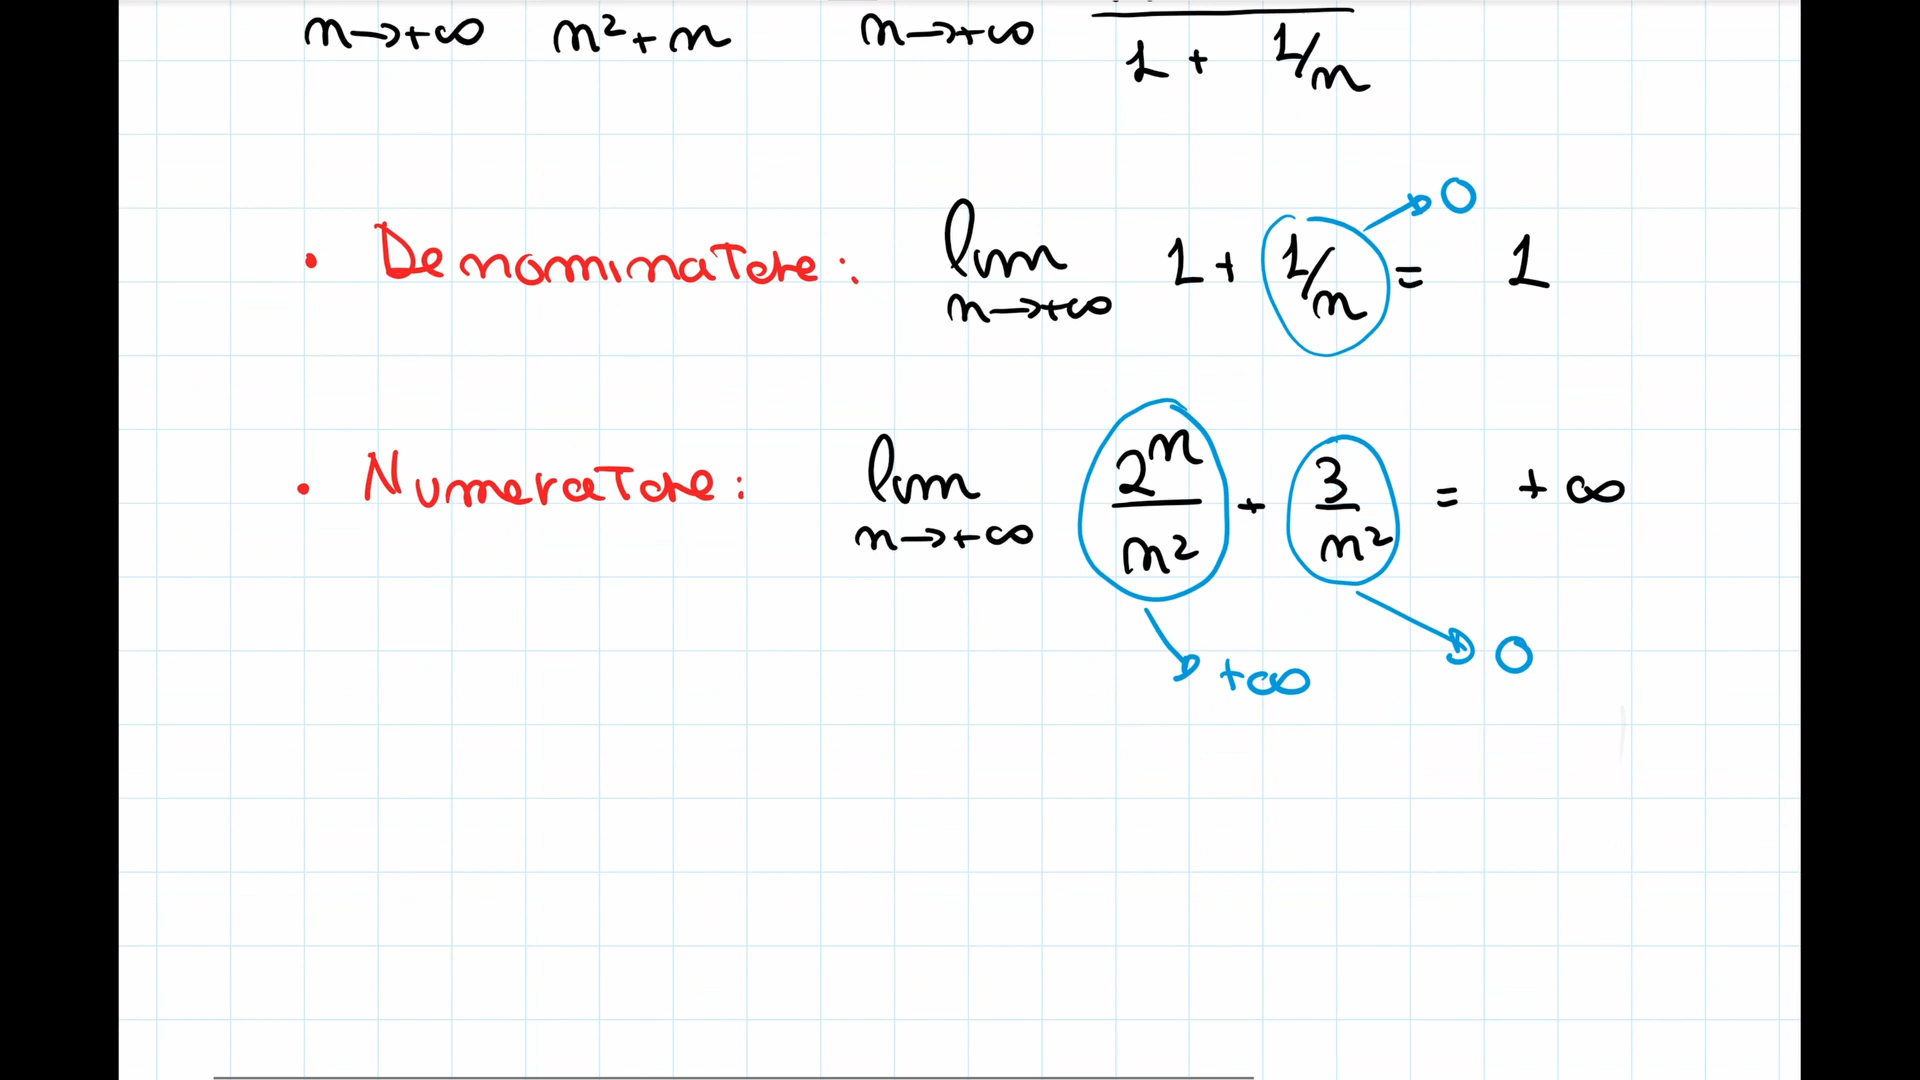 n→+∞ n²+n n→+∞ 1 + 1/n
• Denominatore: lim n→+∞ 1 + 1/n = 1 → 0
• Numeratore: lim n→+∞ 2ⁿ/n² + 3/n² = +∞
→ +∞ → 0